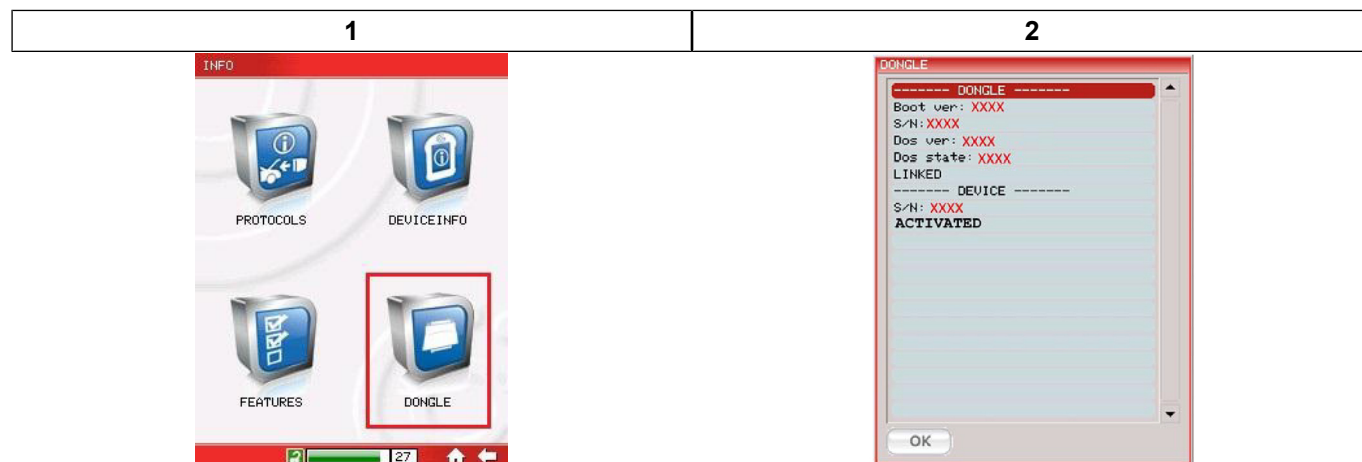 1
2
INFO
PROTOCOLS
DEVICEINFO
FEATURES
DONGLE
27
DONGLE
------- DONGLE -------
Boot ver: XXXX
S/N: XXXX
Dos ver: XXXX
Dos state: XXXX
LINKED
------- DEVICE -------
S/N: XXXX
ACTIVATED
OK